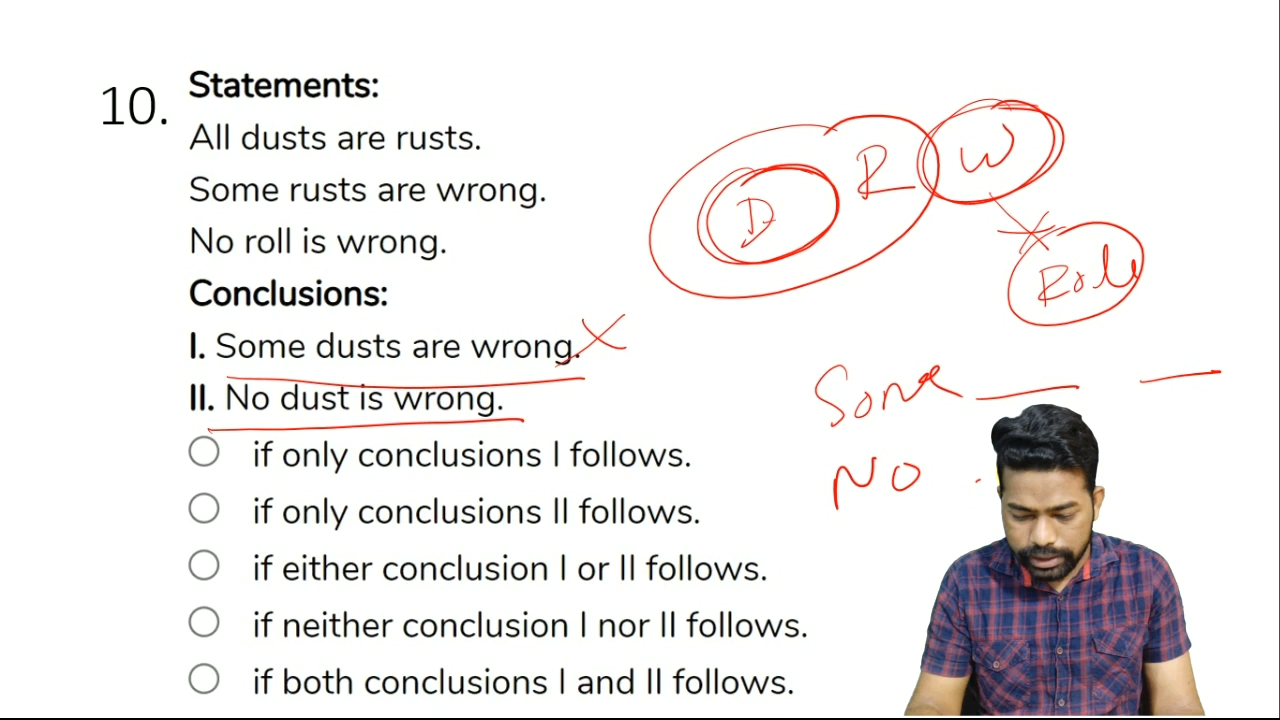 10.
Statements:
All dusts are rusts.
Some rusts are wrong.
No roll is wrong.
Conclusions:
I. Some dusts are wrong.
II. No dust is wrong.
if only conclusions I follows.
if only conclusions II follows.
if either conclusion I or II follows.
if neither conclusion I nor II follows.
if both conclusions I and II follows.
D
R
W
Some
NO